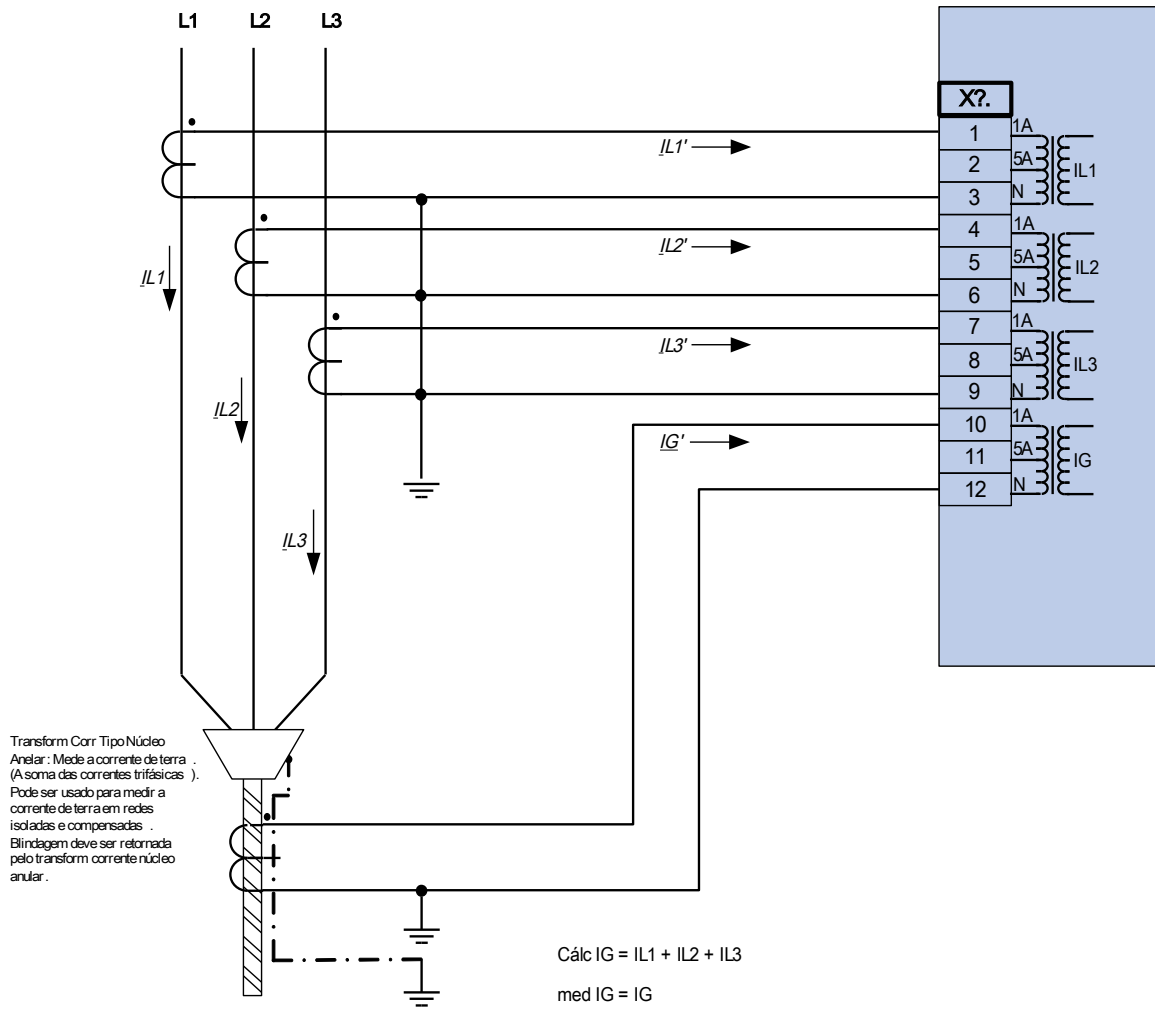 L1 L2 L3
X?.
1 1A
2 5A IL1
3 N
4 1A
5 5A IL2
6 N
7 1A
8 5A IL3
9 N
10 1A
11 5A IG
12 N
IL1'
IL2'
IL3'
IG'
IL1
IL2
IL3
Transform Corr Tipo Núcleo
Anelar : Mede a corrente de terra .
(A soma das correntes trifásicas ).
Pode ser usado para medir a
corrente de terra em redes
isoladas e compensadas .
Blindagem deve ser retornada
pelo transform corrente núcleo
anular .
Cálc IG = IL1 + IL2 + IL3
med IG = IG